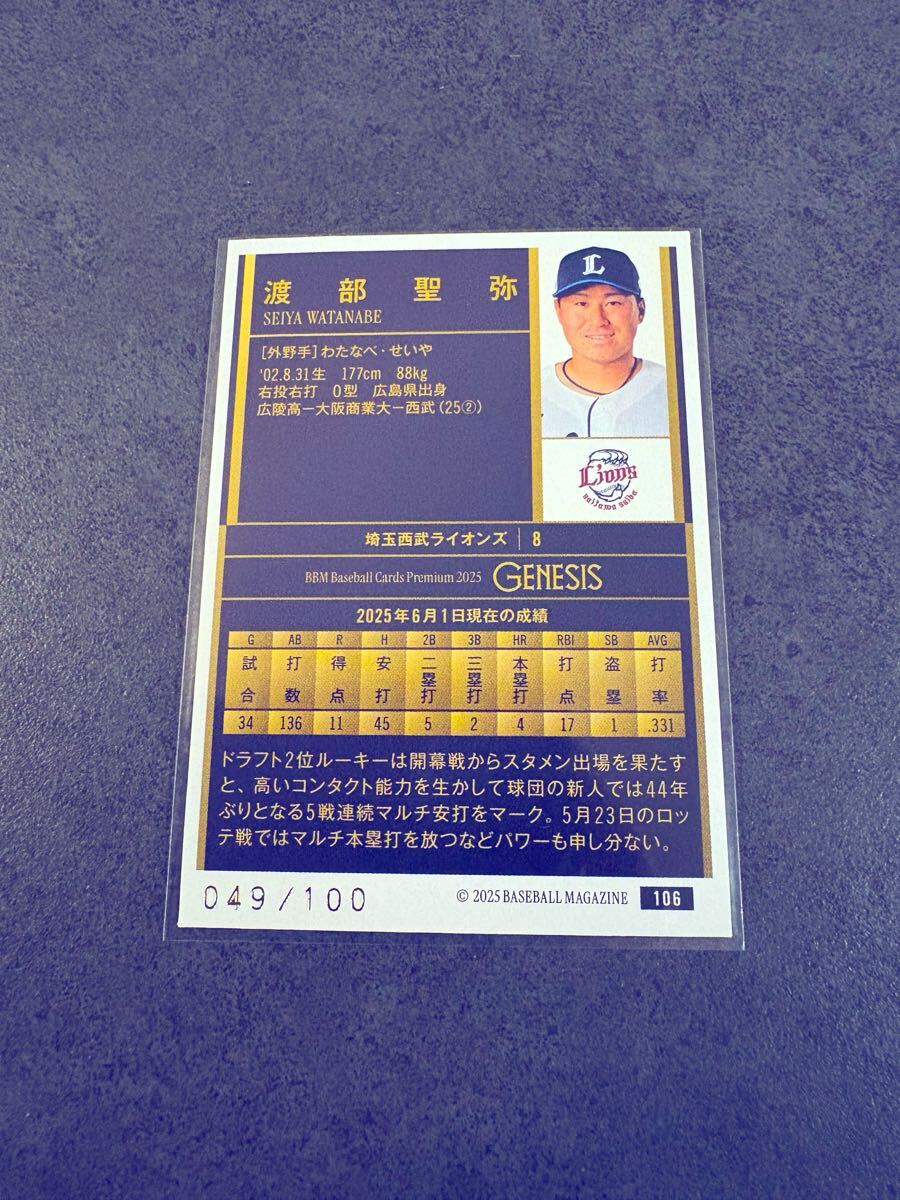 渡部聖弥
SEIYA WATANABE
[外野手]わたなべ・せいや
'02.8.31生 177cm 88kg
右投右打 O型 広島県出身
広陵高ー大阪商業大ー西武(25②)
L
Lions
Saitama Seibu
埼玉西武ライオンズ | 8
BBM Baseball Cards Premium 2025 GENESIS
2025年6月1日現在の成績
G AB R H 2B 3B HR RBI SB AVG
試合 打数 得点 安打 二塁打 三塁打 本塁打 打点 盗塁 打率
34 136 11 45 5 2 4 17 1 .331
ドラフト2位ルーキーは開幕戦からスタメン出場を果たす
と、高いコンタクト能力を生かして球団の新人では44年
ぶりとなる5戦連続マルチ安打をマーク。5月23日のロッ
テ戦ではマルチ本塁打を放つなどパワーも申し分ない。
049/100
© 2025 BASEBALL MAGAZINE 106